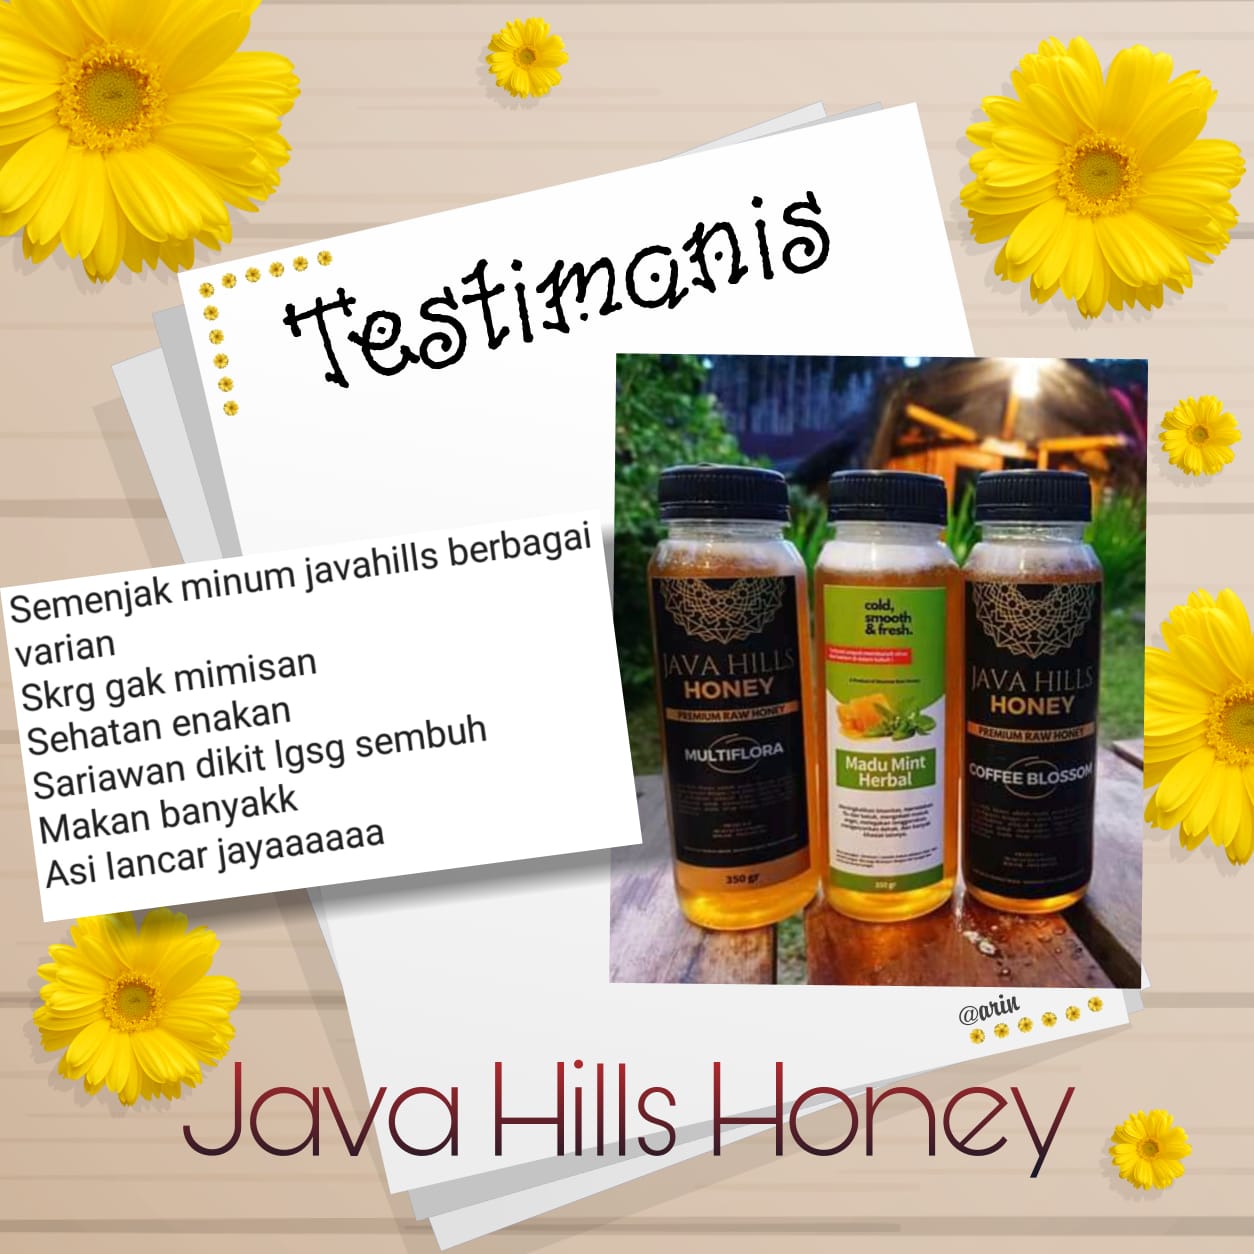 Testimanis
Semenjak minum javahills berbagai
varian
Skrg gak mimisan
Sehatan enakan
Sariawan dikit lgsg sembuh
Makan banyakk
Asi lancar jayaaaaaa
JAVA HILLS
HONEY
PREMIUM RAW HONEY
MULTIFLORA
350 gr
cold,
smooth
& fresh.
Madu Mint
Herbal
350 gr
JAVA HILLS
HONEY
PREMIUM RAW HONEY
COFFEE BLOSSOM
@arin
Java Hills Honey